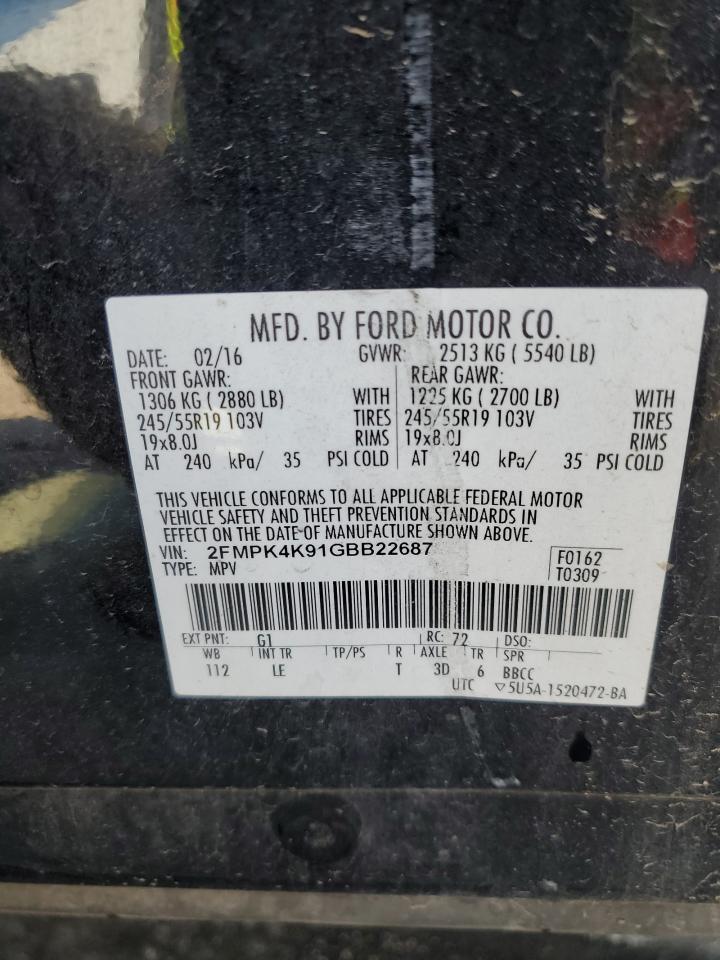 MFD. BY FORD MOTOR CO.
DATE: 02/16 GVWR: 2513 KG ( 5540 LB)
FRONT GAWR: REAR GAWR:
1306 KG ( 2880 LB) WITH 1225 KG ( 2700 LB) WITH
245/55R19 103V TIRES 245/55R19 103V TIRES
19x8.0J RIMS 19x8.0J RIMS
AT 240 kPa/ 35 PSI COLD AT 240 kPa/ 35 PSI COLD
THIS VEHICLE CONFORMS TO ALL APPLICABLE FEDERAL MOTOR
VEHICLE SAFETY AND THEFT PREVENTION STANDARDS IN
EFFECT ON THE DATE OF MANUFACTURE SHOWN ABOVE.
VIN: 2FMPK4K91GBB22687 F0162
TYPE: MPV T0309
EXT PNT: G1 RC: 72 DSO:
WB INT TR TP/PS R AXLE TR SPR
112 LE T 3D 6 BBCC
UTC ▽5U5A-1520472-BA